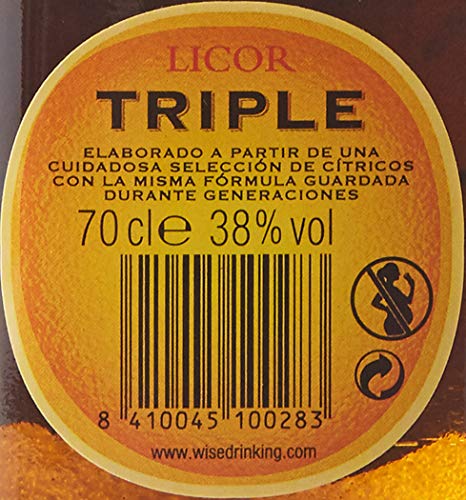 LICOR
TRIPLE
ELABORADO A PARTIR DE UNA
CUIDADOSA SELECCIÓN DE CÍTRICOS
CON LA MISMA FÓRMULA GUARDADA
DURANTE GENERACIONES
70 cl e 38% vol
8 410045 100283
www.wisedrinking.com